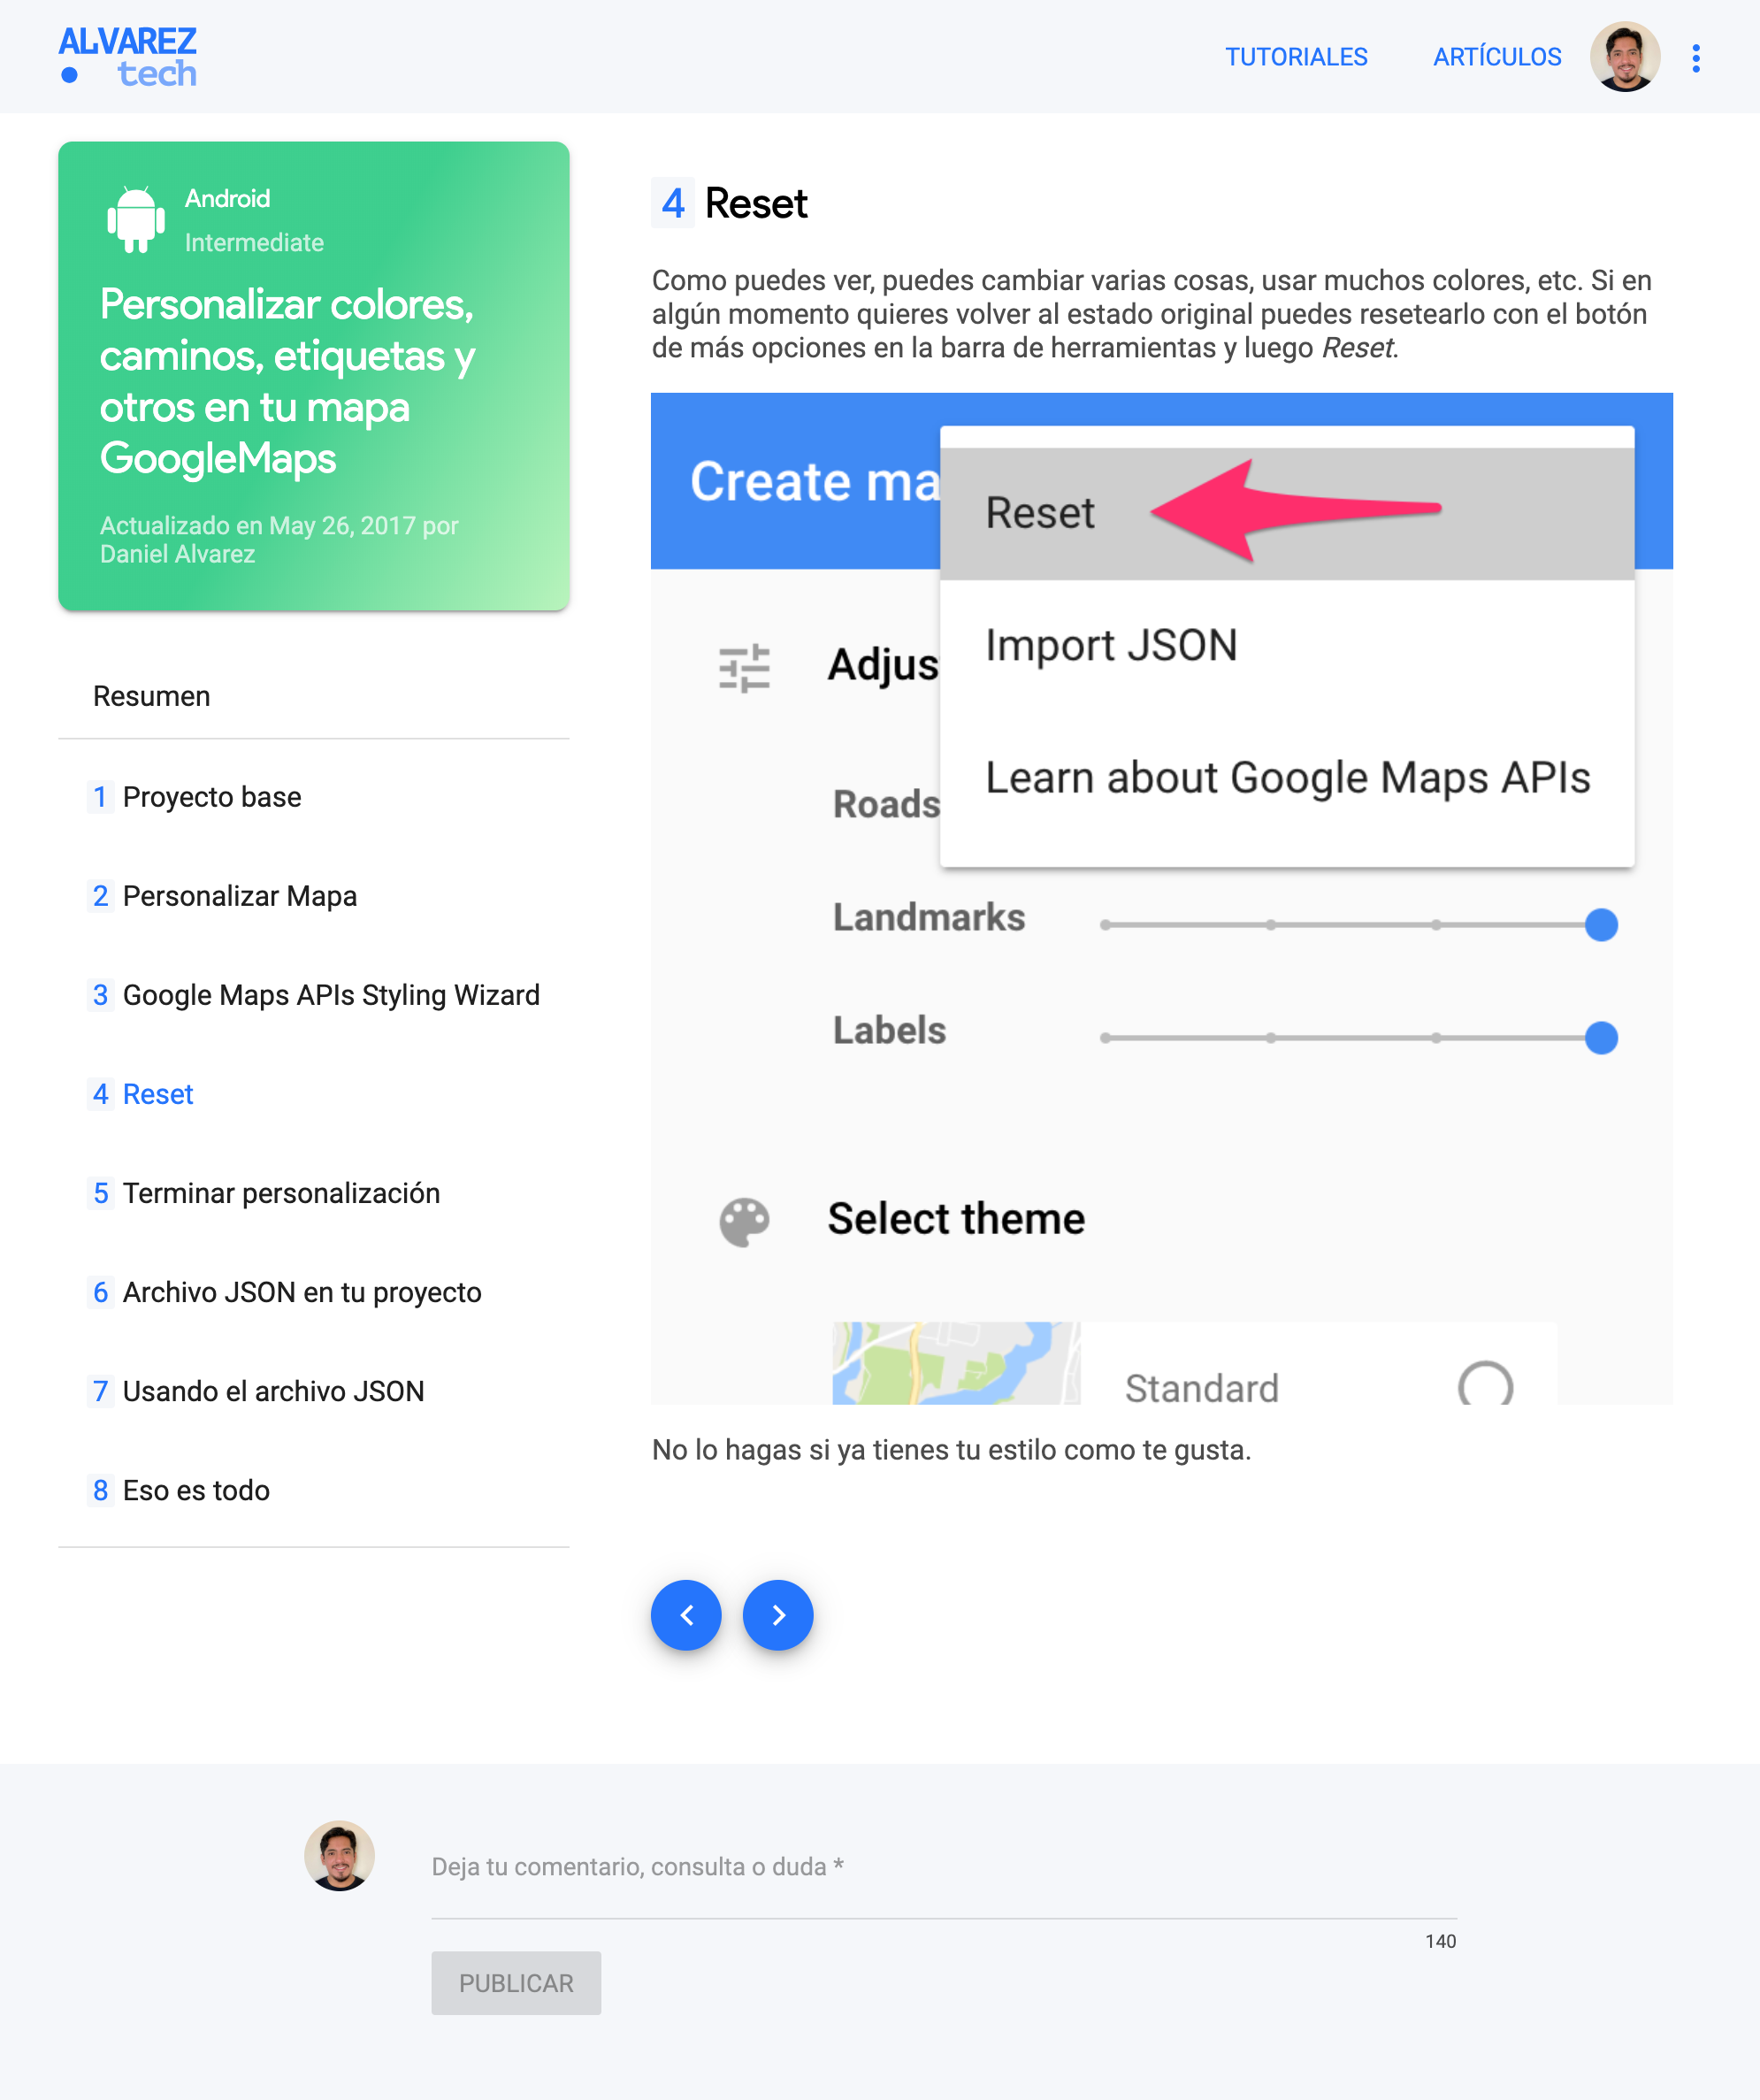 ALVAREZ
tech
TUTORIALES
ARTÍCULOS
Android
Intermediate
Personalizar colores,
caminos, etiquetas y
otros en tu mapa
GoogleMaps
Actualizado en May 26, 2017 por
Daniel Alvarez
Resumen
1 Proyecto base
2 Personalizar Mapa
3 Google Maps APIs Styling Wizard
4 Reset
5 Terminar personalización
6 Archivo JSON en tu proyecto
7 Usando el archivo JSON
8 Eso es todo
4 Reset
Como puedes ver, puedes cambiar varias cosas, usar muchos colores, etc. Si en
algún momento quieres volver al estado original puedes resetearlo con el botón
de más opciones en la barra de herramientas y luego Reset.
Create ma
Reset
Import JSON
Learn about Google Maps APIs
Adjus
Roads
Landmarks
Labels
Select theme
Standard
No lo hagas si ya tienes tu estilo como te gusta.
Deja tu comentario, consulta o duda *
140
PUBLICAR